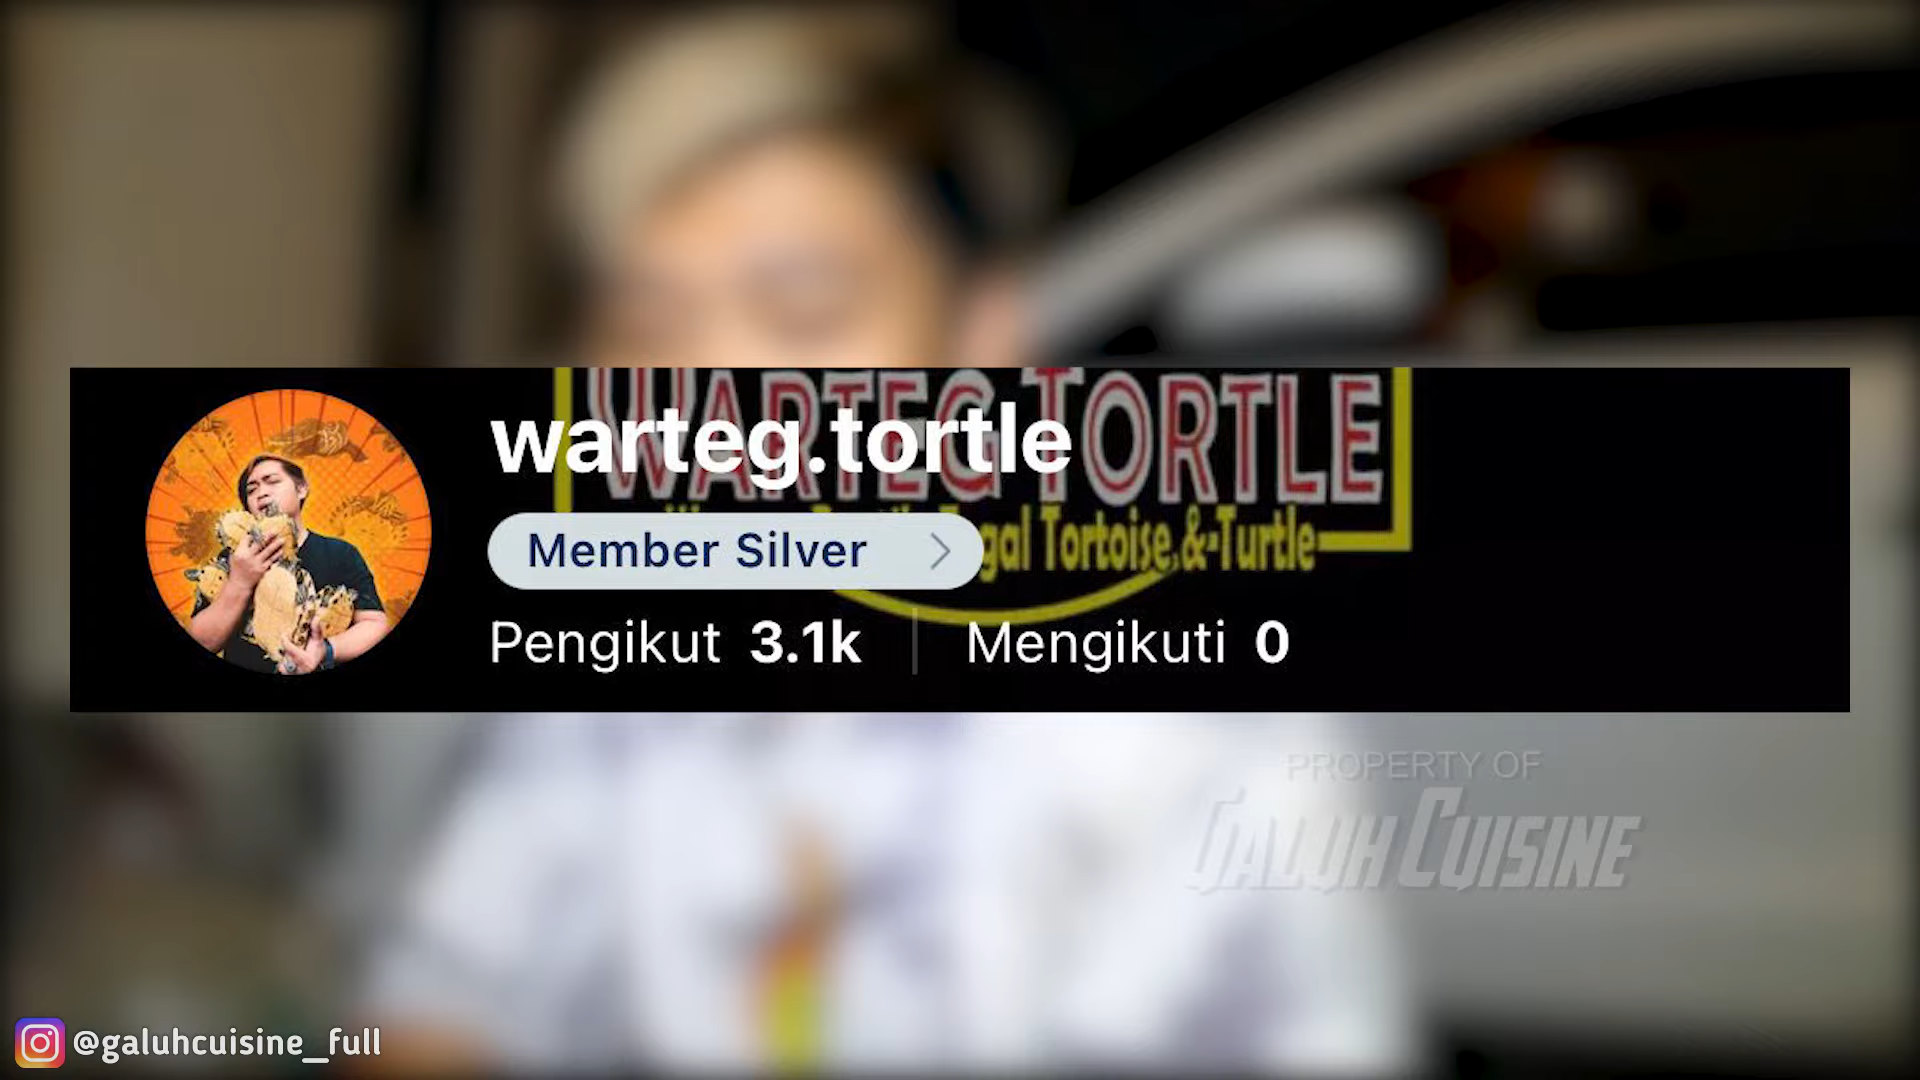 WARTEG TORTLE
warteg.tortle
gal Tortoise & Turtle
Member Silver >
Pengikut 3.1k | Mengikuti 0
PROPERTY OF
GALUH CUISINE
@galuhcuisine_full